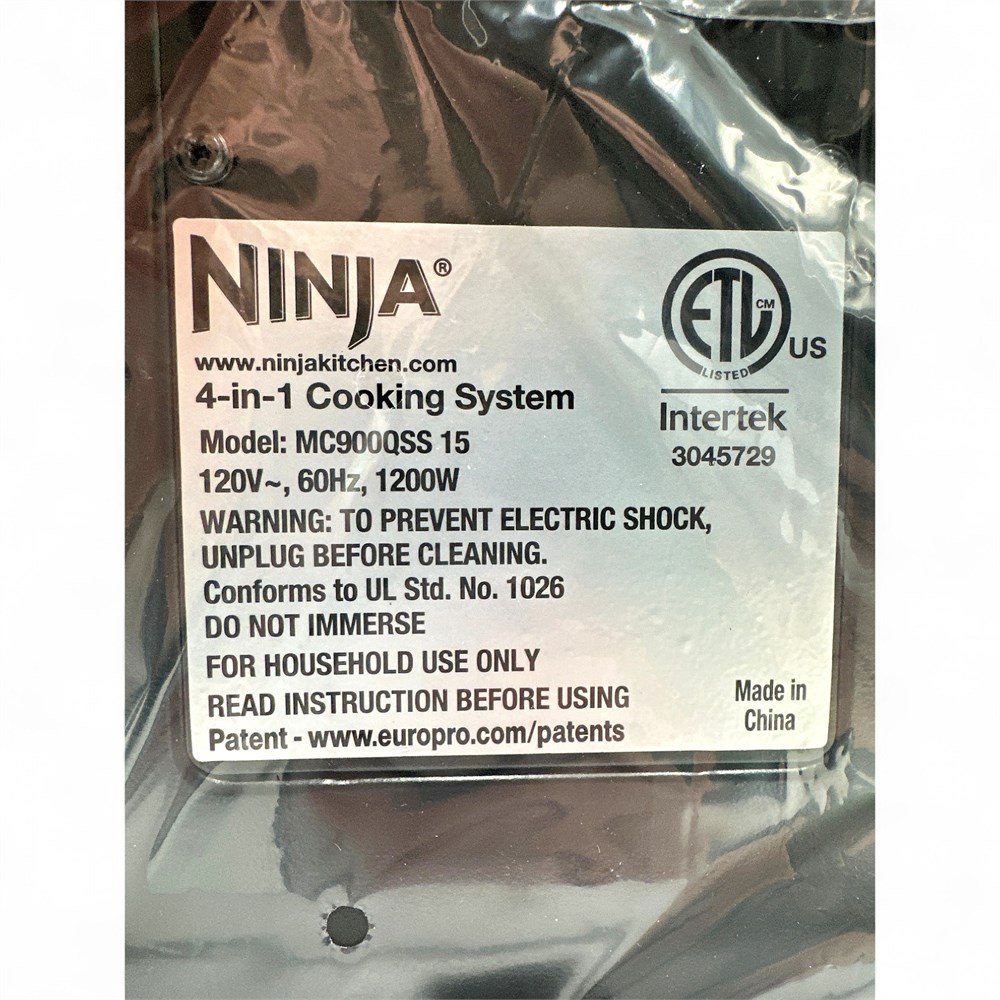 NINJA®
www.ninjakitchen.com
4-in-1 Cooking System
Model: MC900QSS 15
120V~, 60Hz, 1200W
WARNING: TO PREVENT ELECTRIC SHOCK,
UNPLUG BEFORE CLEANING.
Conforms to UL Std. No. 1026
DO NOT IMMERSE
FOR HOUSEHOLD USE ONLY
READ INSTRUCTION BEFORE USING
Patent - www.europro.com/patents
ETL CM
LISTED
US
Intertek
3045729
Made in
China